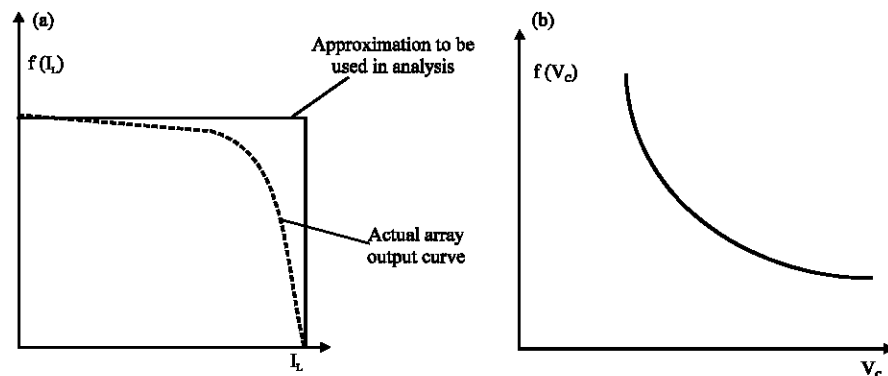 (a)
f (I_L)
Approximation to be
used in analysis
Actual array
output curve
I_L
(b)
f (V_C)
V_C